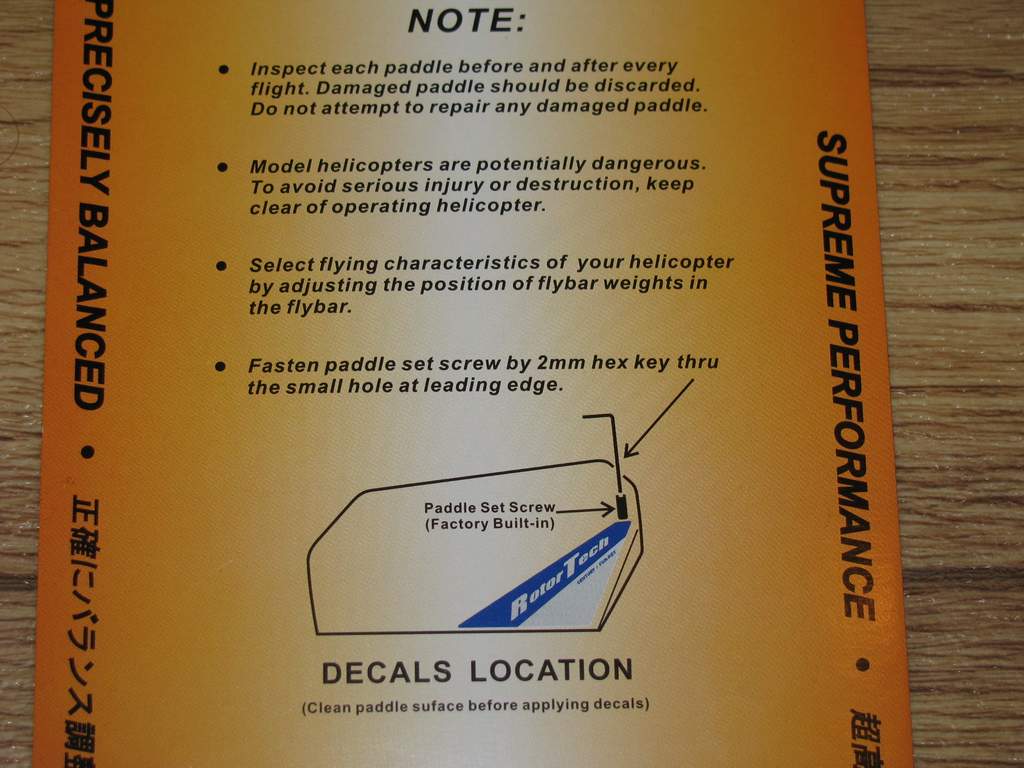 NOTE:
• Inspect each paddle before and after every
flight. Damaged paddle should be discarded.
Do not attempt to repair any damaged paddle.
• Model helicopters are potentially dangerous.
To avoid serious injury or destruction, keep
clear of operating helicopter.
• Select flying characteristics of your helicopter
by adjusting the position of flybar weights in
the flybar.
• Fasten paddle set screw by 2mm hex key thru
the small hole at leading edge.
Paddle Set Screw
(Factory Built-in)
RotorTech
DECALS LOCATION
(Clean paddle suface before applying decals)
PRECISELY BALANCED • 正確にバランス調整
SUPREME PERFORMANCE • 超高